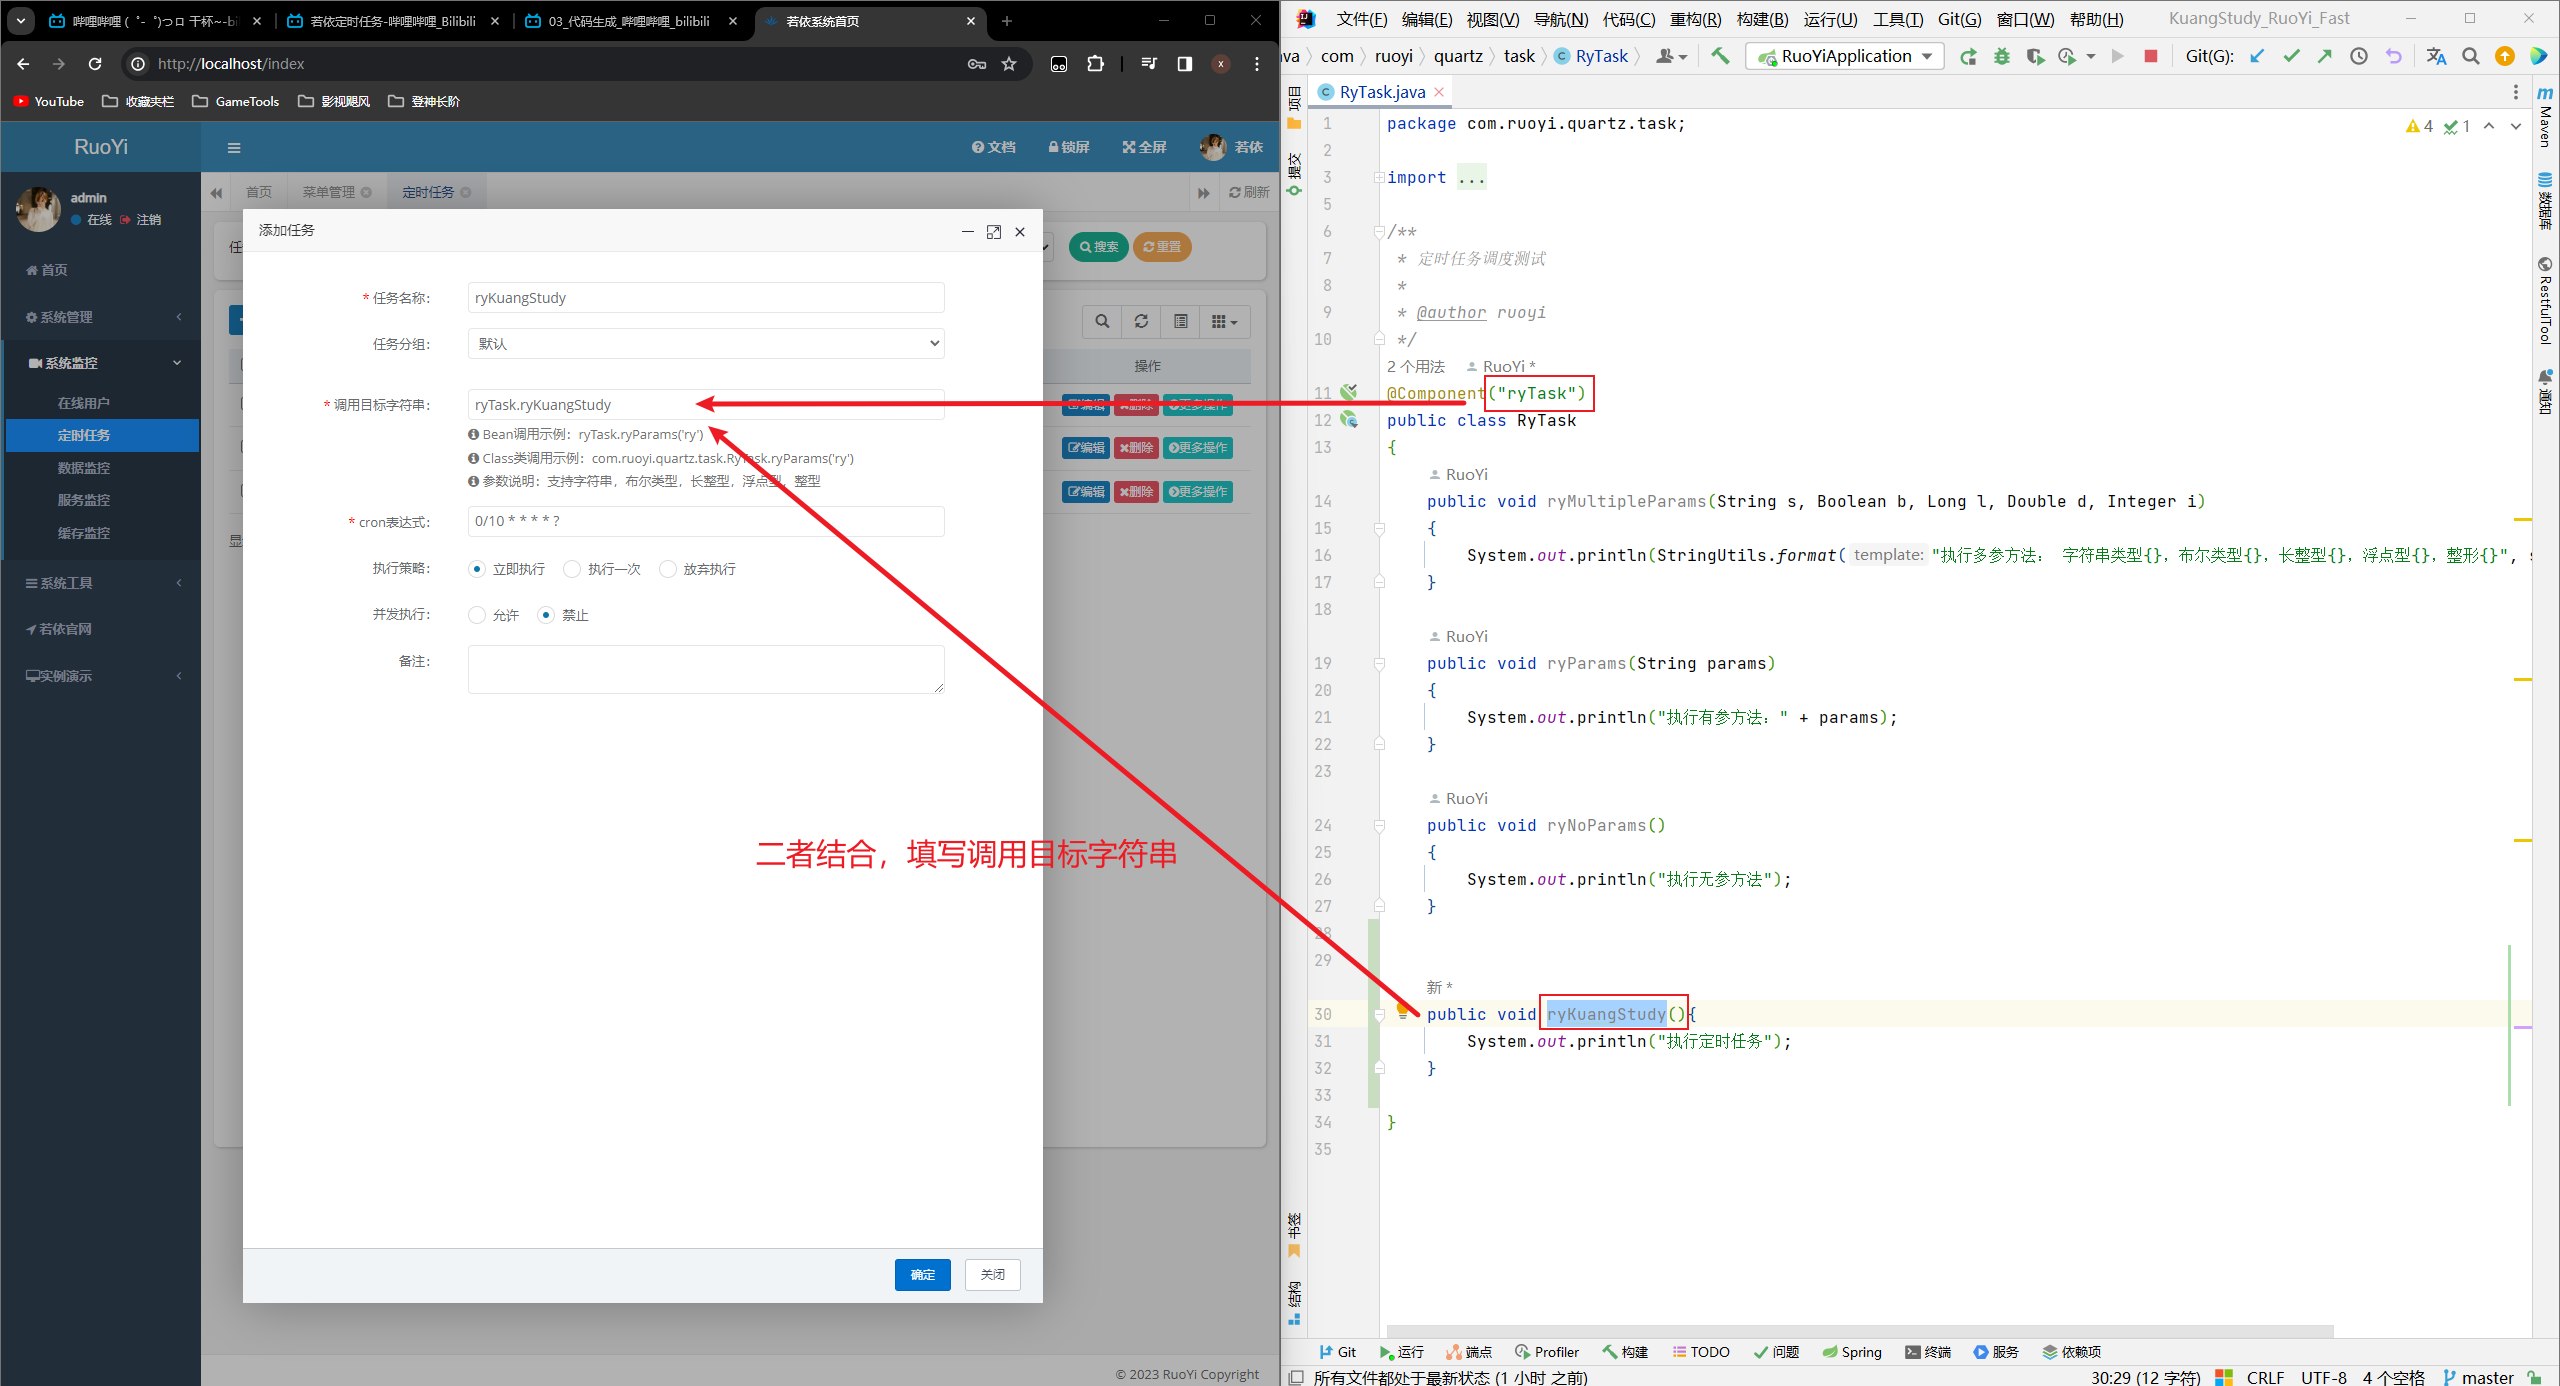 哔哩哔哩 (゜-゜)つロ 干杯~-bi
若依定时任务-哔哩哔哩_Bilibili
03_代码生成_哔哩哔哩_bilibili
若依系统首页
http://localhost/index
YouTube
收藏夹栏
GameTools
影视飓风
登神长阶
RuoYi
文档
锁屏
全屏
若依
admin
在线
注销
首页
菜单管理
定时任务
刷新
首页
系统管理
系统监控
在线用户
定时任务
数据监控
服务监控
缓存监控
系统工具
若依官网
实例演示
搜索
重置
操作
编辑 删除 更多操作
编辑 删除 更多操作
编辑 删除 更多操作
添加任务
* 任务名称： ryKuangStudy
任务分组： 默认
* 调用目标字符串： ryTask.ryKuangStudy
Bean调用示例：ryTask.ryParams('ry')
Class类调用示例：com.ruoyi.quartz.task.RyTask.ryParams('ry')
参数说明：支持字符串，布尔类型，长整型，浮点型，整型
* cron表达式： 0/10 * * * * ?
执行策略： 立即执行 执行一次 放弃执行
并发执行： 允许 禁止
备注：
二者结合，填写调用目标字符串
确定
关闭
© 2023 RuoYi Copyright
文件(F) 编辑(E) 视图(V) 导航(N) 代码(C) 重构(R) 构建(B) 运行(U) 工具(T) Git(G) 窗口(W) 帮助(H) KuangStudy_RuoYi_Fast
va com ruoyi quartz task RyTask RuoYiApplication Git(G):
项目
提交
书签
结构
RyTask.java
4 1
1 package com.ruoyi.quartz.task;
2
3 import ...
5
6 /**
7 * 定时任务调度测试
8 *
9 * @author ruoyi
10 */
2 个用法 RuoYi *
11 @Component("ryTask")
12 public class RyTask
13 {
RuoYi
14 public void ryMultipleParams(String s, Boolean b, Long l, Double d, Integer i)
15 {
16 System.out.println(StringUtils.format( template: "执行多参方法： 字符串类型{}，布尔类型{}，长整型{}，浮点型{}，整形{}", s
17 }
18
RuoYi
19 public void ryParams(String params)
20 {
21 System.out.println("执行有参方法：" + params);
22 }
23
RuoYi
24 public void ryNoParams()
25 {
26 System.out.println("执行无参方法");
27 }
28
29
新 *
30 public void ryKuangStudy(){
31 System.out.println("执行定时任务");
32 }
33
34 }
35
Maven
数据库
RestfulTool
通知
Git 运行 端点 Profiler 构建 TODO 问题 Spring 终端 服务 依赖项
所有文件都处于最新状态 (1 小时 之前)
30:29 (12 字符) CRLF UTF-8 4 个空格 master